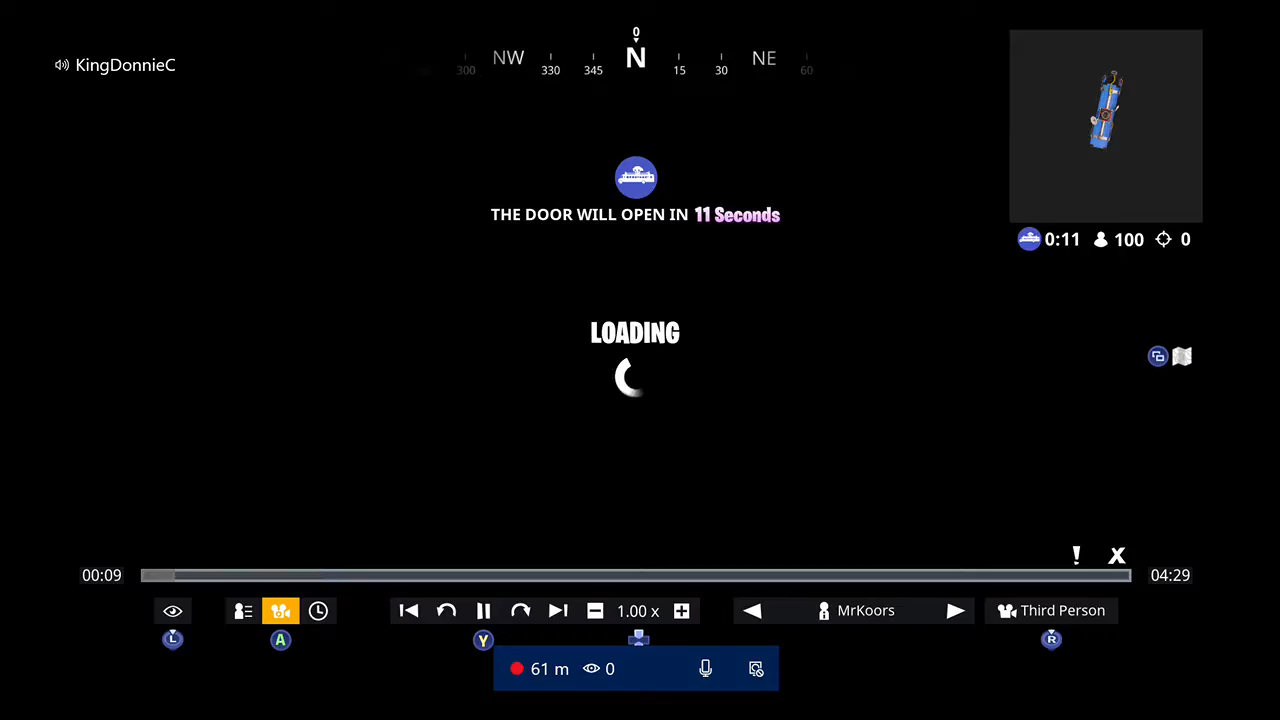 KingDonnieC
0
300 NW 330 345 N 15 30 NE 60
THE DOOR WILL OPEN IN 11 Seconds
0:11 100 0
LOADING
! X
00:09 04:29
1.00 x MrKoors Third Person
L A Y R
61 m 0